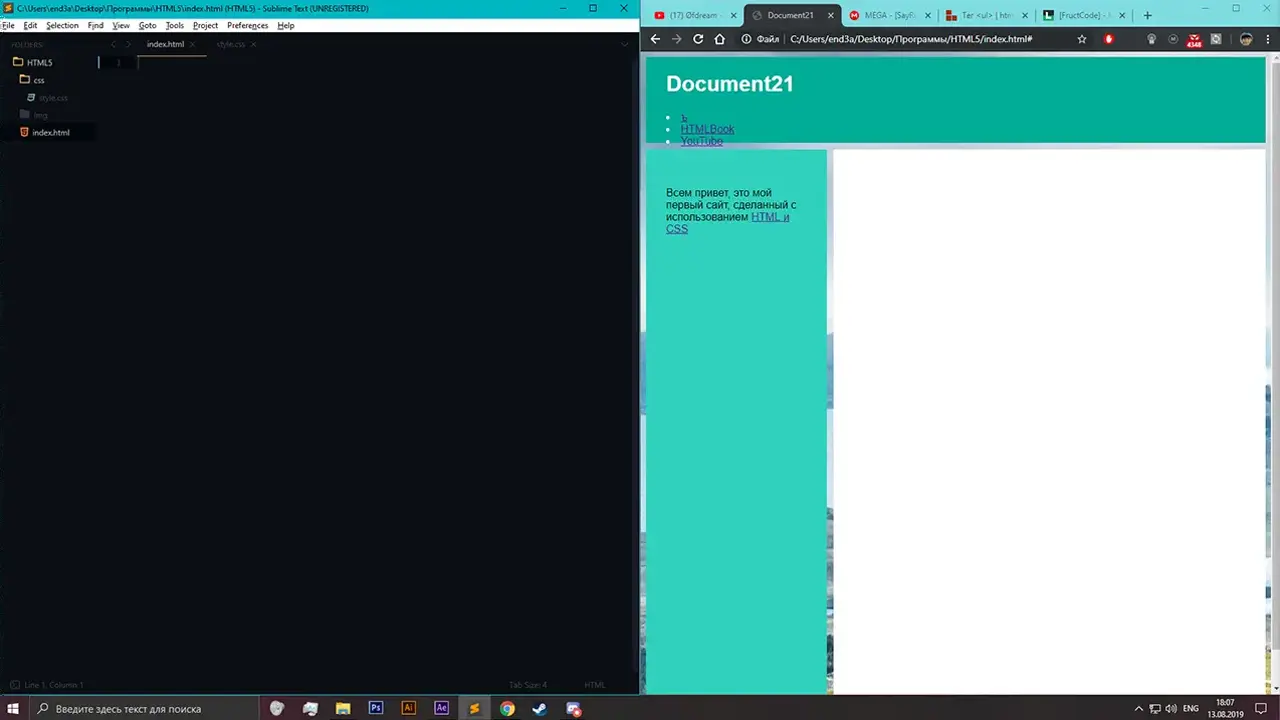 C:\Users\end3a\Desktop\Программы\HTML5\index.html (HTML5) - Sublime Text (UNREGISTERED)
File Edit Selection Find View Goto Tools Project Preferences Help
FOLDERS:
HTML5
css
style.css
img
index.html
index.html style.css
1
Line 1, Column 1
Tab Size: 4 HTML
(17) Øfdream - Document21 MEGA - [SayS Тег <ul> | htm [FructCode] -
Файл C:/Users/end3a/Desktop/Программы/HTML5/index.html#
4348
Document21
ъ
HTMLBook
YouTube
Всем привет, это мой
первый сайт, сделанный с
использованием HTML и
CSS
Введите здесь текст для поиска
Ps Ai Ae
ENG
18:07
13.08.2019